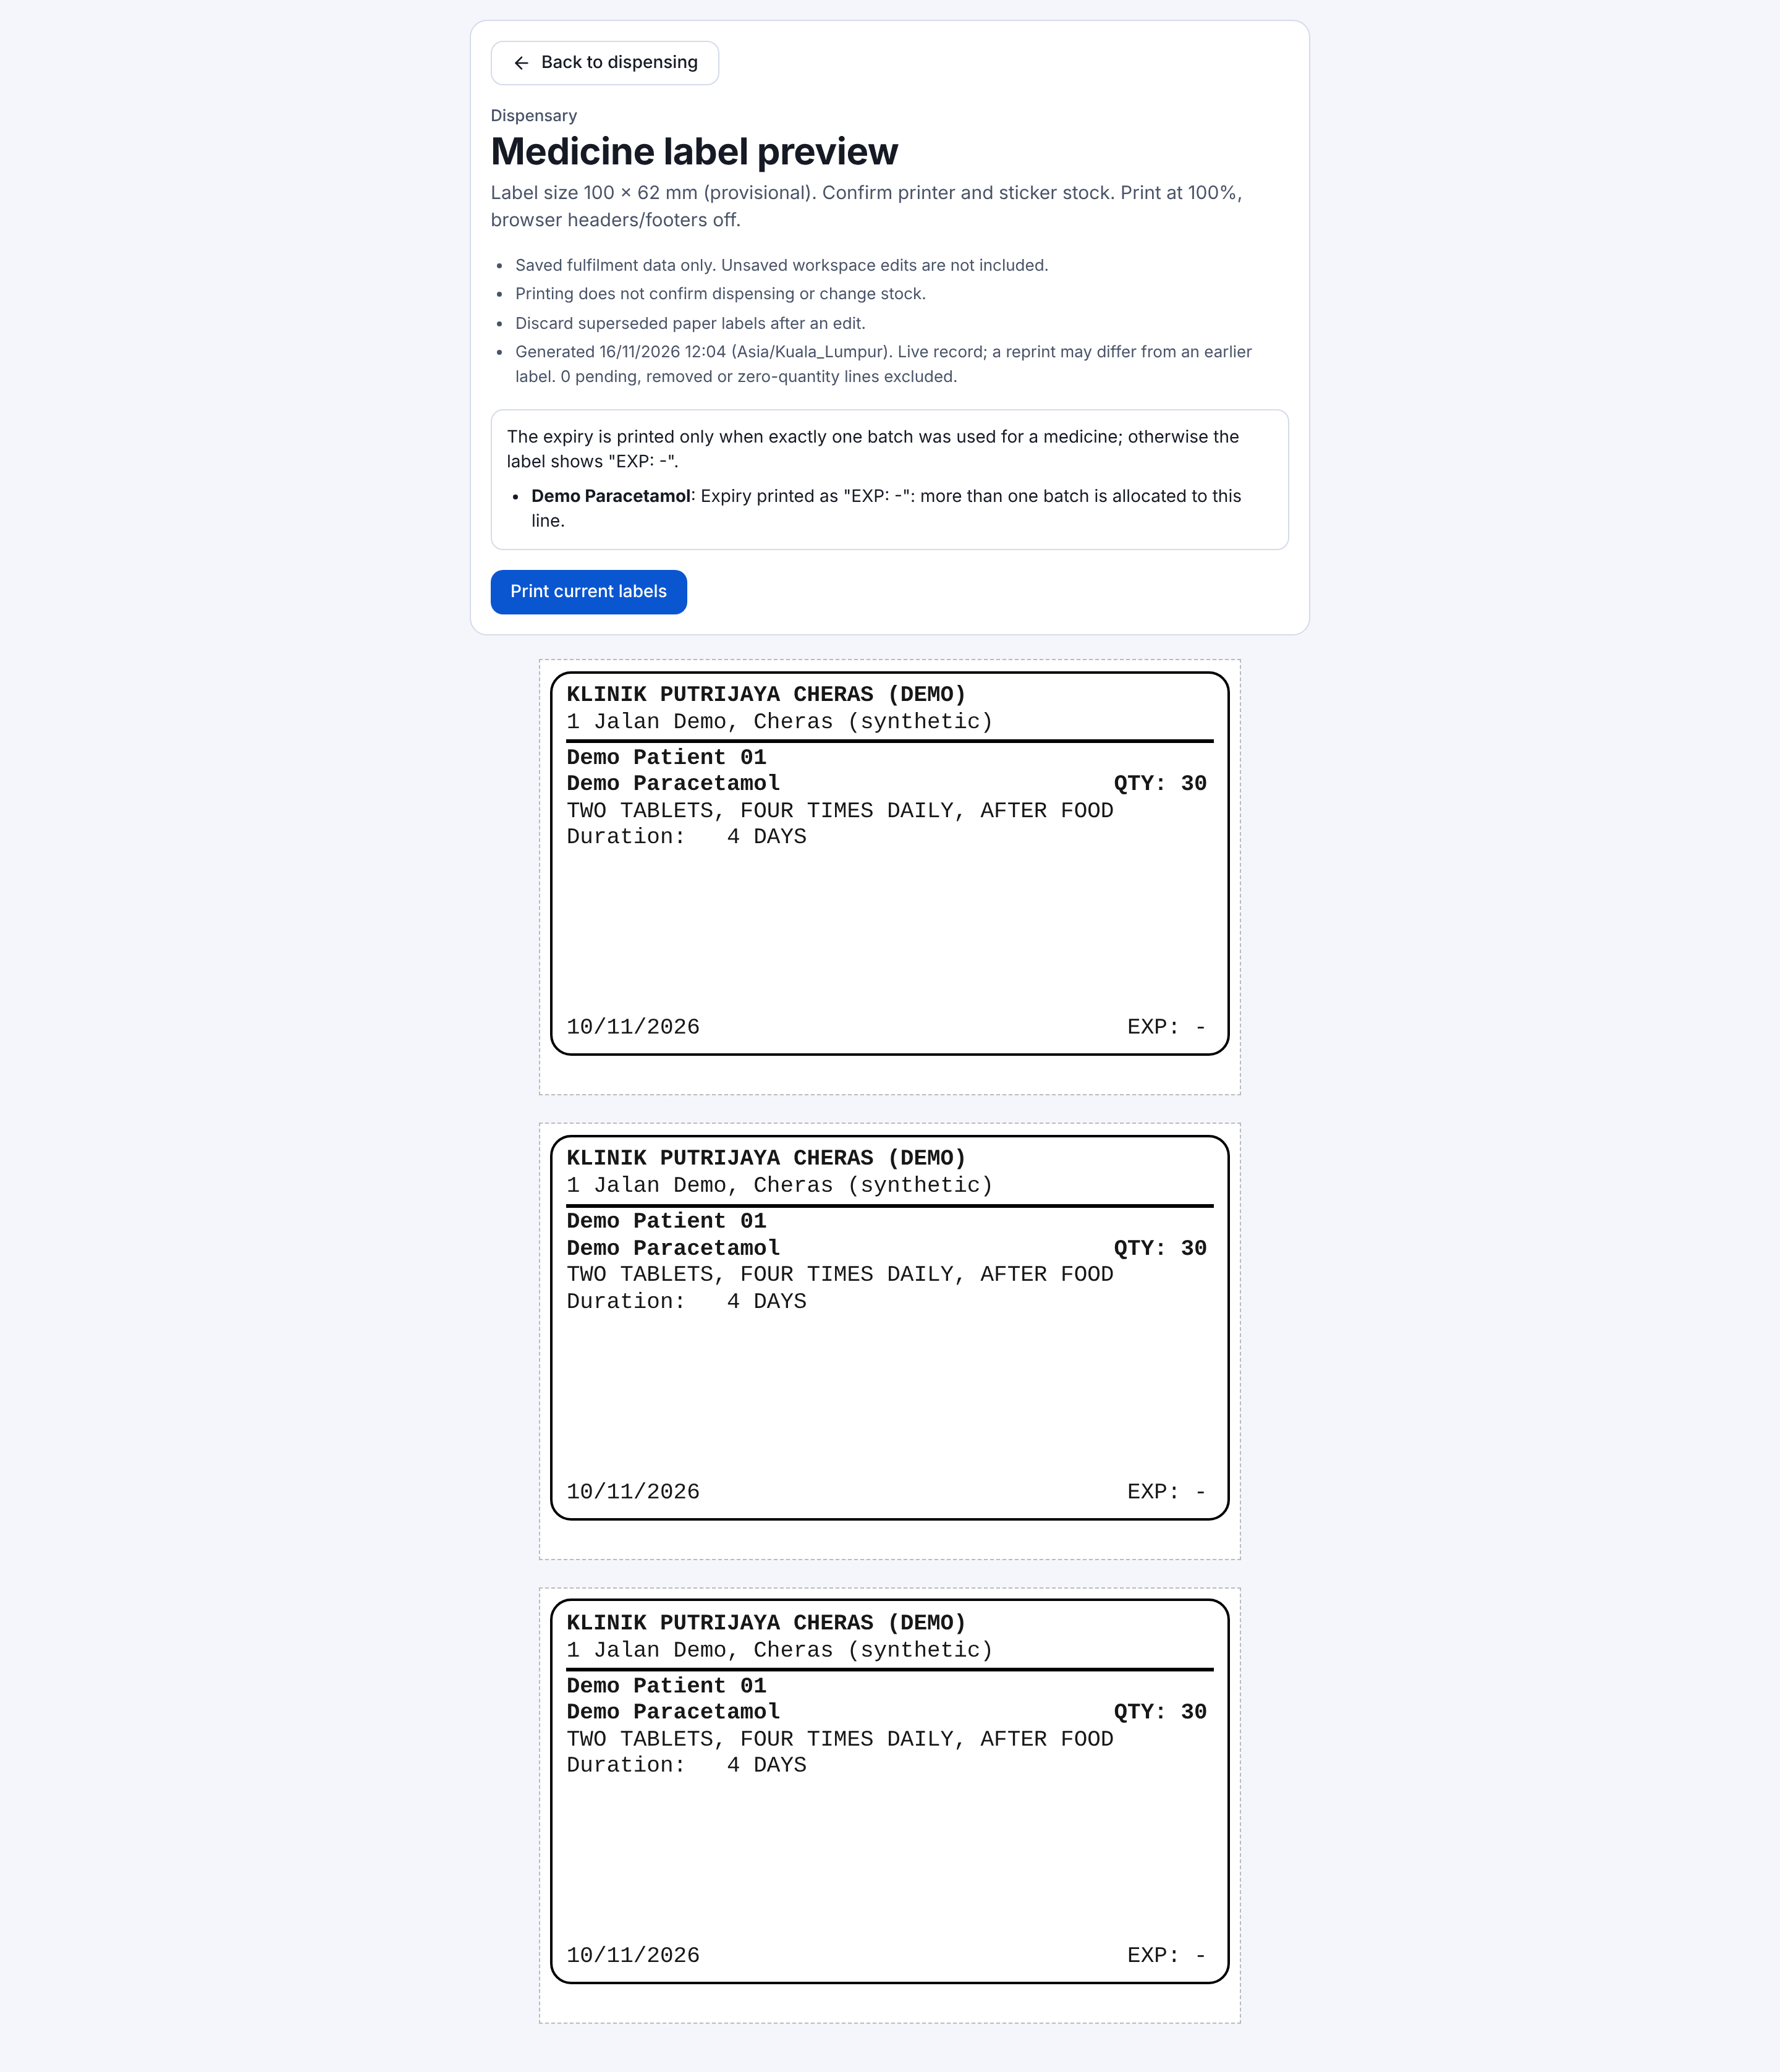 Back to dispensing
Dispensary
Medicine label preview
Label size 100 × 62 mm (provisional). Confirm printer and sticker stock. Print at 100%,
browser headers/footers off.
• Saved fulfilment data only. Unsaved workspace edits are not included.
• Printing does not confirm dispensing or change stock.
• Discard superseded paper labels after an edit.
• Generated 16/11/2026 12:04 (Asia/Kuala_Lumpur). Live record; a reprint may differ from an earlier
label. 0 pending, removed or zero-quantity lines excluded.
The expiry is printed only when exactly one batch was used for a medicine; otherwise the
label shows "EXP: -".
• Demo Paracetamol: Expiry printed as "EXP: -": more than one batch is allocated to this
line.
Print current labels
KLINIK PUTRIJAYA CHERAS (DEMO)
1 Jalan Demo, Cheras (synthetic)
Demo Patient 01
Demo Paracetamol QTY: 30
TWO TABLETS, FOUR TIMES DAILY, AFTER FOOD
Duration: 4 DAYS
10/11/2026 EXP: -
KLINIK PUTRIJAYA CHERAS (DEMO)
1 Jalan Demo, Cheras (synthetic)
Demo Patient 01
Demo Paracetamol QTY: 30
TWO TABLETS, FOUR TIMES DAILY, AFTER FOOD
Duration: 4 DAYS
10/11/2026 EXP: -
KLINIK PUTRIJAYA CHERAS (DEMO)
1 Jalan Demo, Cheras (synthetic)
Demo Patient 01
Demo Paracetamol QTY: 30
TWO TABLETS, FOUR TIMES DAILY, AFTER FOOD
Duration: 4 DAYS
10/11/2026 EXP: -